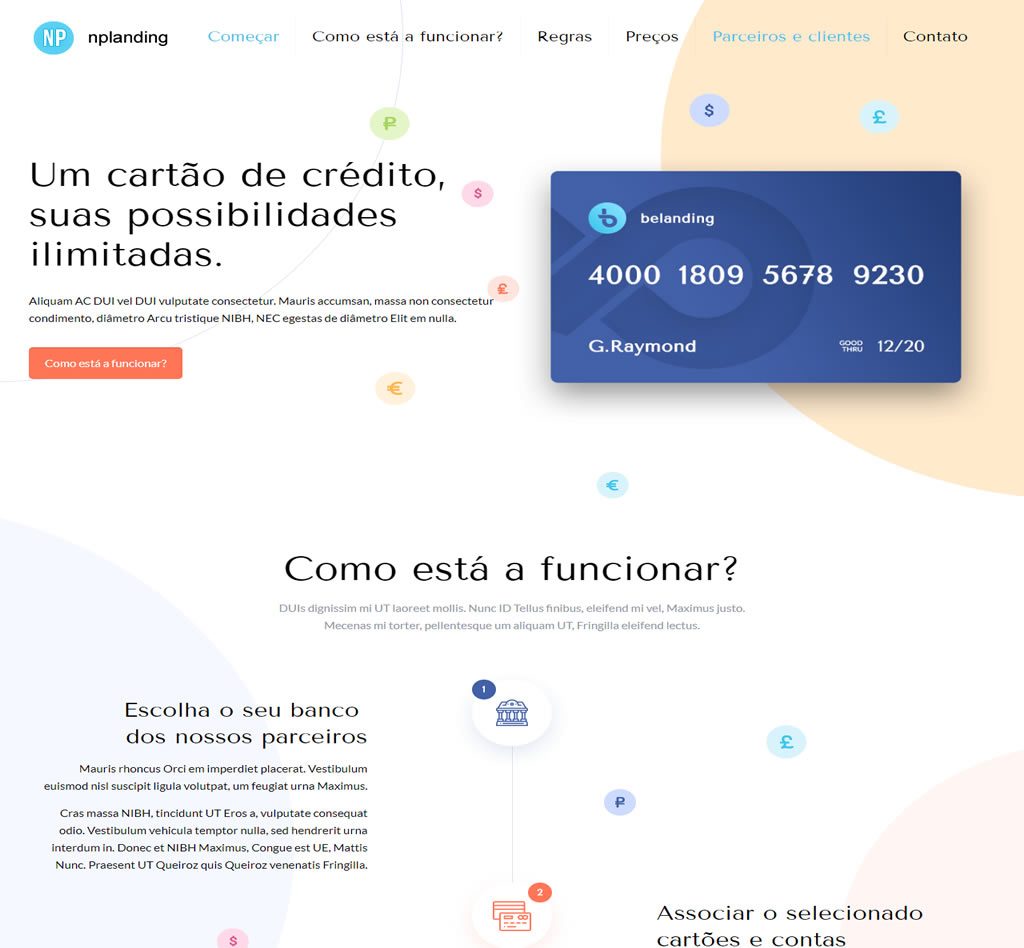 NP nplanding Começar Como está a funcionar? Regras Preços Parceiros e clientes Contato
Um cartão de crédito,
suas possibilidades
ilimitadas.
Aliquam AC DUI vel DUI vulputate consectetur. Mauris accumsan, massa non consectetur
condimento, diâmetro Arcu tristique NIBH, NEC egestas de diâmetro Elit em nulla.
Como está a funcionar?
belanding
4000 1809 5678 9230
G.Raymond GOOD THRU 12/20
Como está a funcionar?
DUIs dignissim mi UT laoreet mollis. Nunc ID Tellus finibus, eleifend mi vel, Maximus justo.
Mecenas mi torter, pellentesque um aliquam UT, Fringilla eleifend lectus.
1
Escolha o seu banco
dos nossos parceiros
Mauris rhoncus Orci em imperdiet placerat. Vestibulum
euismod nisl suscipit ligula volutpat, um feugiat urna Maximus.
Cras massa NIBH, tincidunt UT Eros a, vulputate consequat
odio. Vestibulum vehicula temptor nulla, sed hendrerit urna
interdum in. Donec et NIBH Maximus, Congue est UE, Mattis
Nunc. Praesent UT Queiroz quis Queiroz venenatis Fringilla.
2
Associar o selecionado
cartões e contas